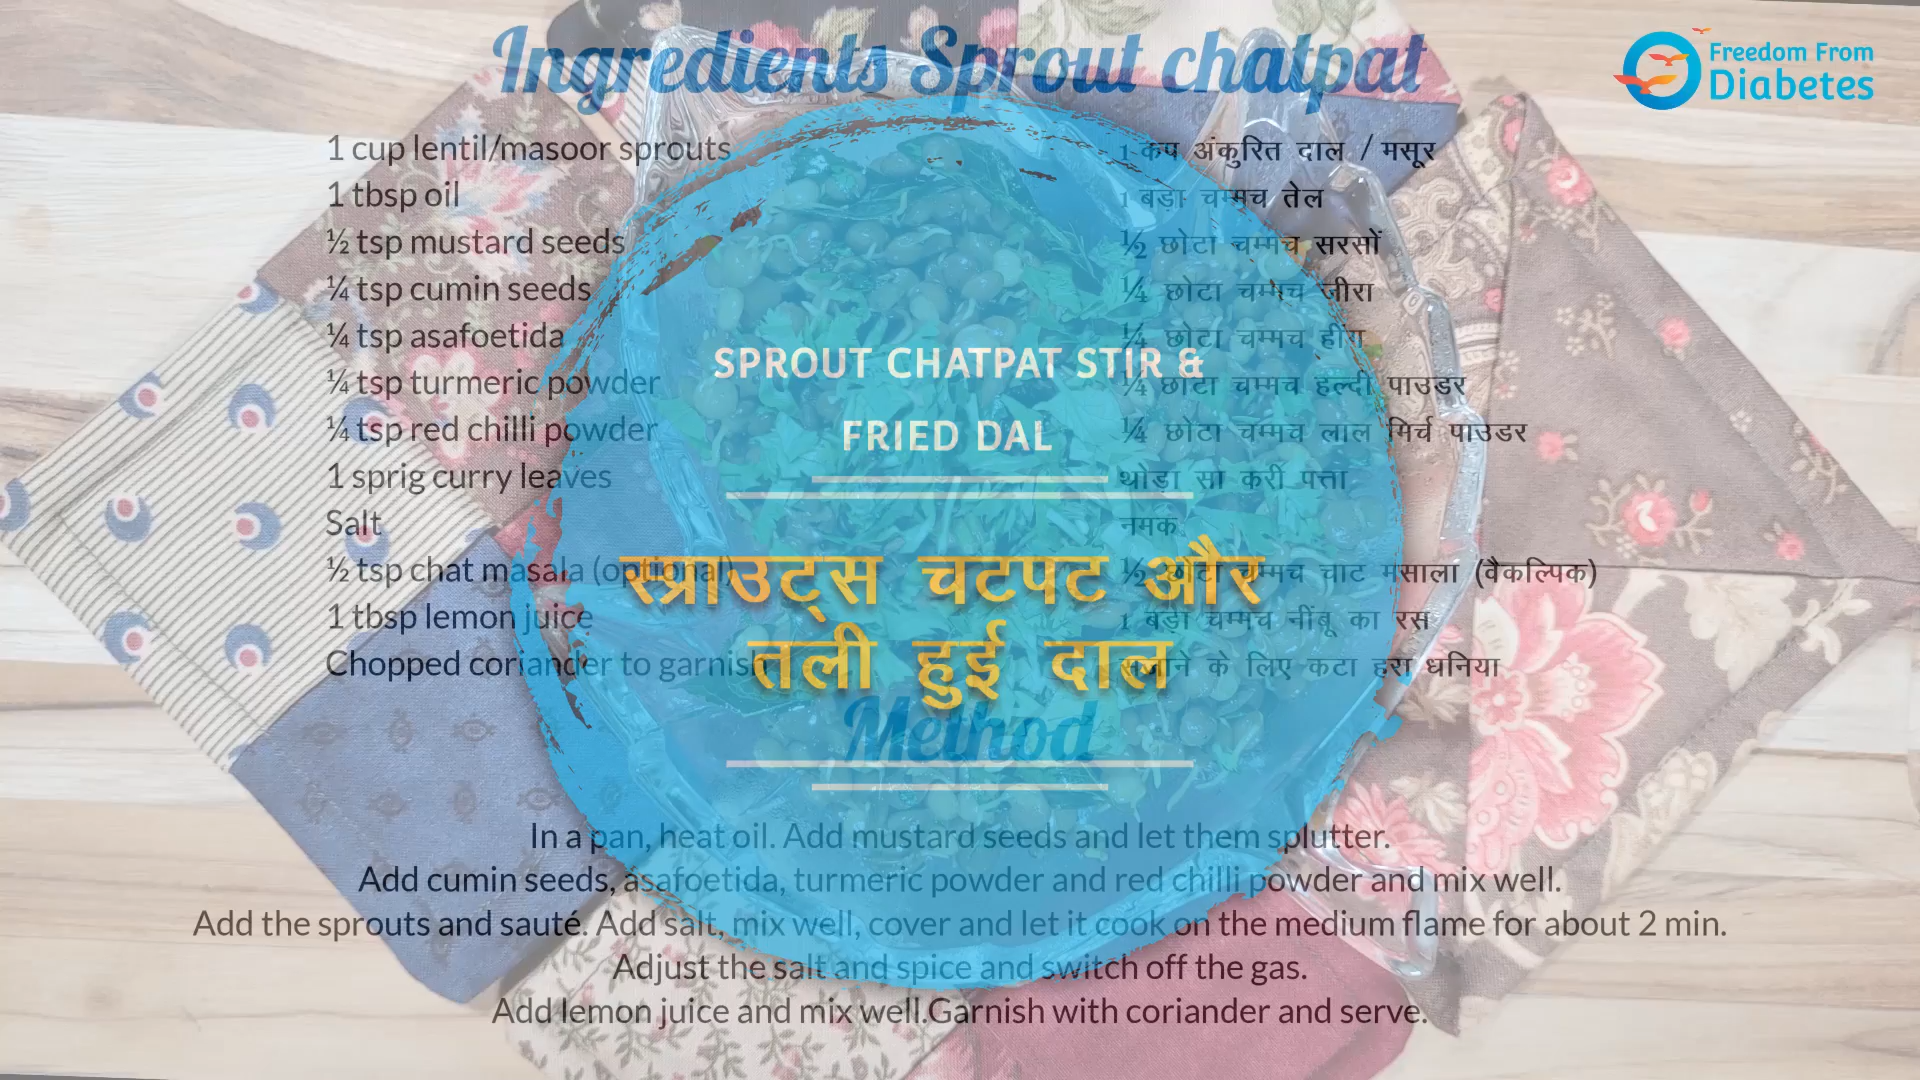 Ingredients Sprout chatpat
Freedom From
Diabetes
1 cup lentil/masoor sprouts
1 tbsp oil
½ tsp mustard seeds
¼ tsp cumin seeds
¼ tsp asafoetida
¼ tsp turmeric powder
¼ tsp red chilli powder
1 sprig curry leaves
Salt
½ tsp chat masala (optional)
1 tbsp lemon juice
Chopped coriander to garnish
1 कप अंकुरित दाल / मसूर
1 बड़ा चम्मच तेल
½ छोटा चम्मच सरसों
¼ छोटा चम्मच जीरा
¼ छोटा चम्मच हींग
¼ छोटा चम्मच हल्दी पाउडर
¼ छोटा चम्मच लाल मिर्च पाउडर
थोडा सा करी पत्ता
नमक
½ छोटा चम्मच चाट मसाला (वैकल्पिक)
1 बड़ा चम्मच नींबू का रस
सजाने के लिए कटा हरा धनिया
SPROUT CHATPAT STIR &
FRIED DAL
स्प्राउट्स चटपट और
तली हुई दाल
Method
In a pan, heat oil. Add mustard seeds and let them splutter.
Add cumin seeds, asafoetida, turmeric powder and red chilli powder and mix well.
Add the sprouts and sauté. Add salt, mix well, cover and let it cook on the medium flame for about 2 min.
Adjust the salt and spice and switch off the gas.
Add lemon juice and mix well.Garnish with coriander and serve.